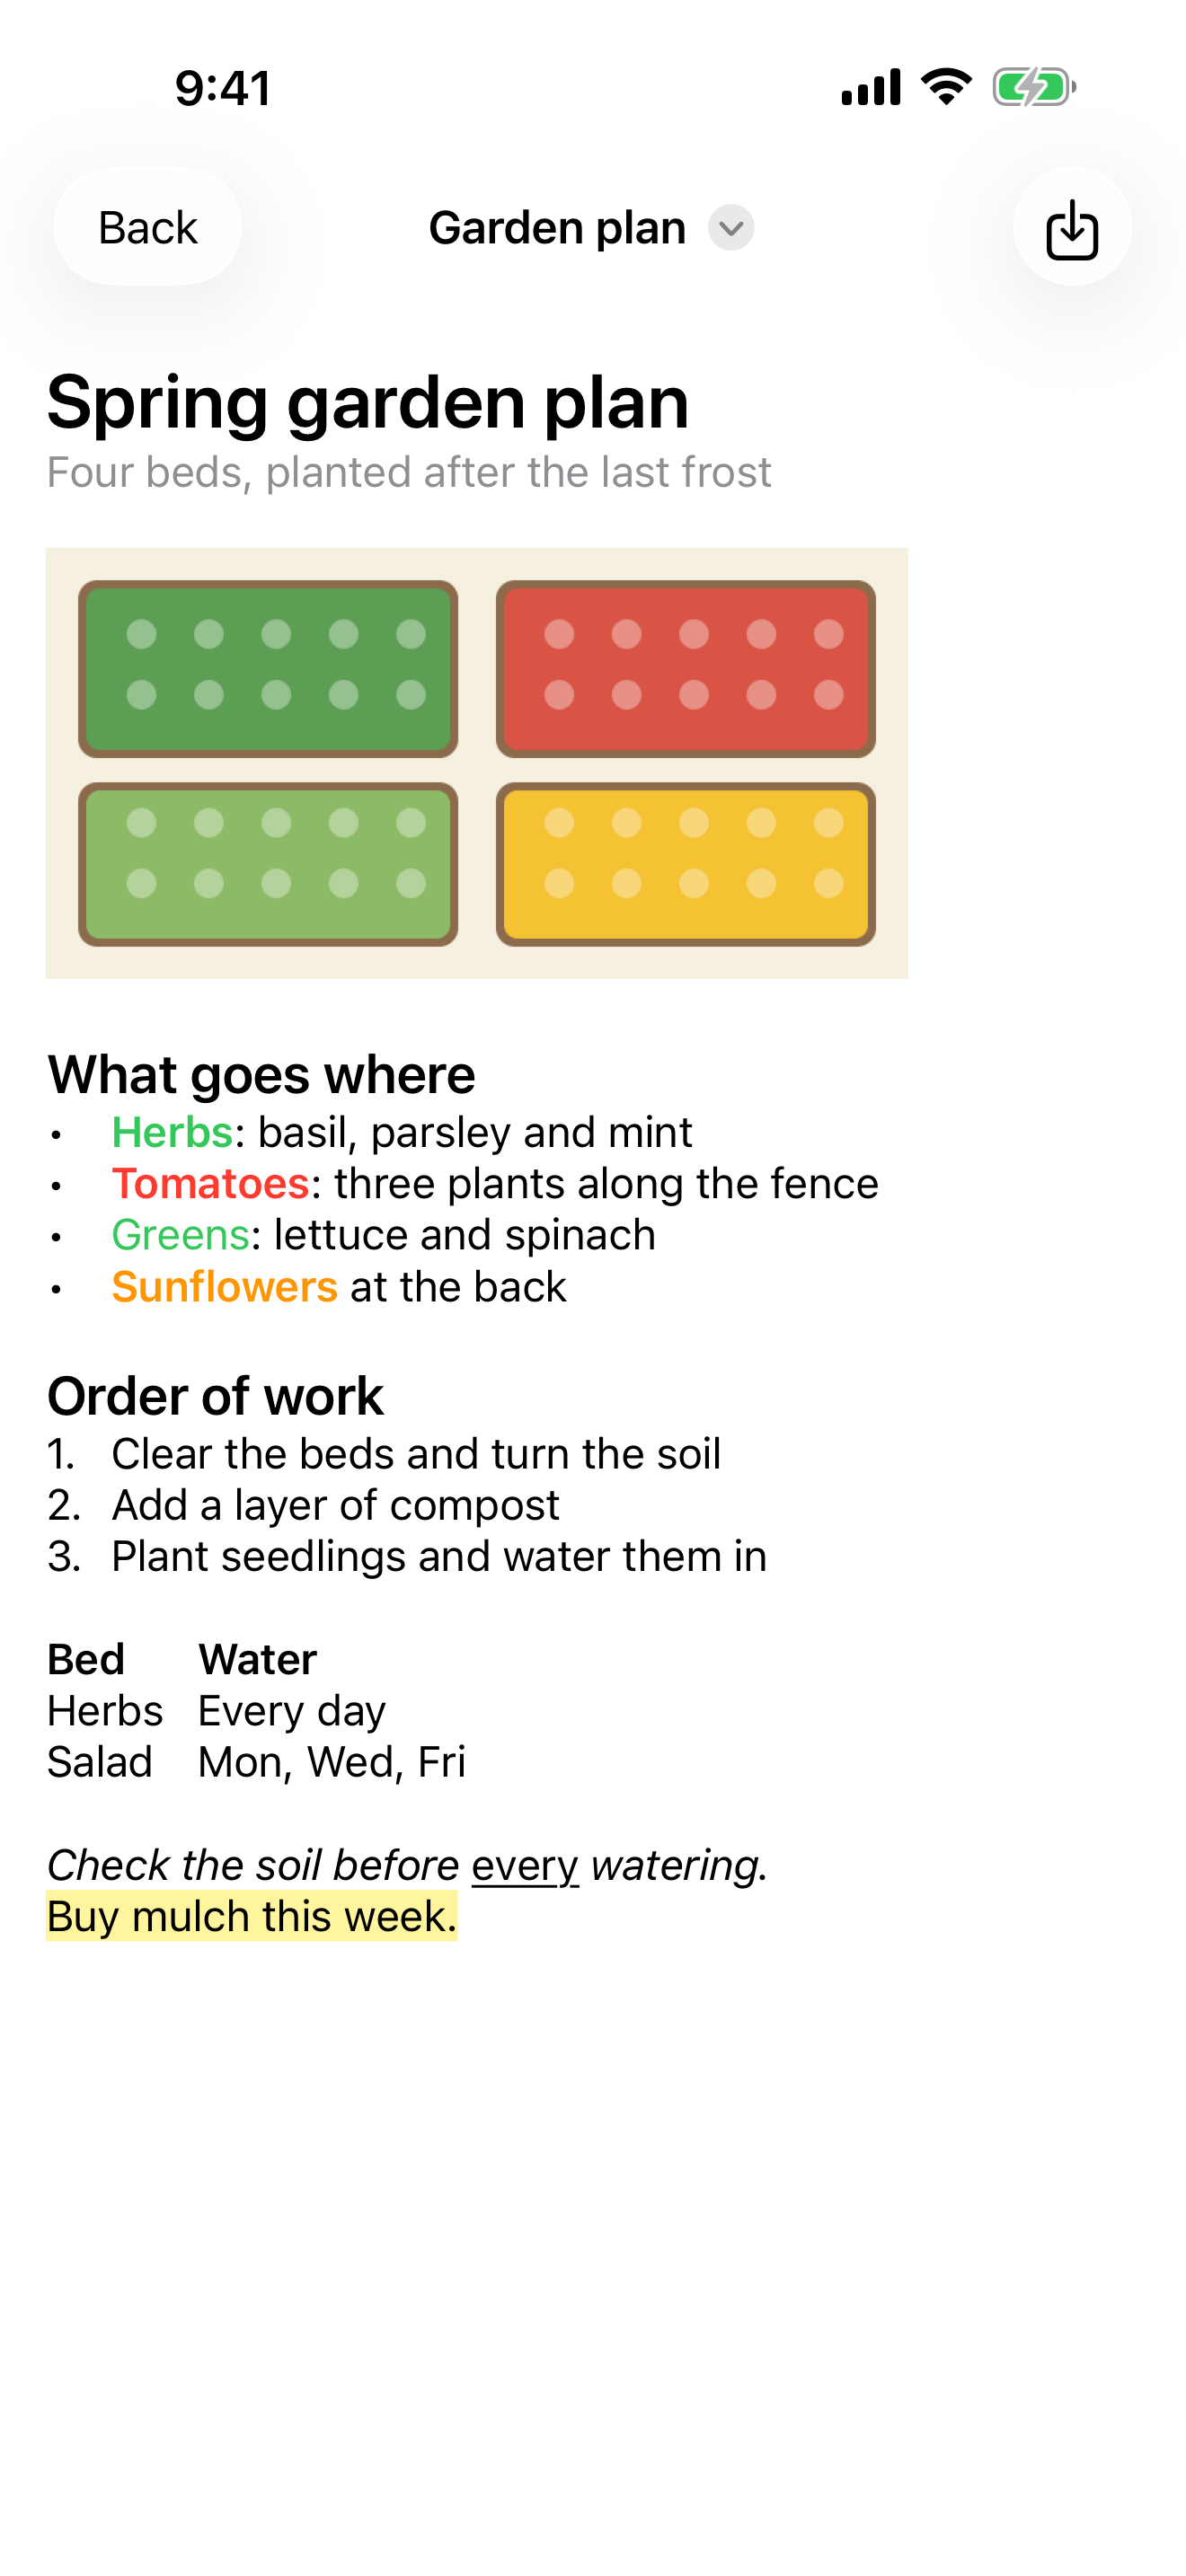 9:41
Back
Garden plan
Spring garden plan
Four beds, planted after the last frost
What goes where
• Herbs: basil, parsley and mint
• Tomatoes: three plants along the fence
• Greens: lettuce and spinach
• Sunflowers at the back
Order of work
1. Clear the beds and turn the soil
2. Add a layer of compost
3. Plant seedlings and water them in
Bed Water
Herbs Every day
Salad Mon, Wed, Fri
Check the soil before every watering.
Buy mulch this week.